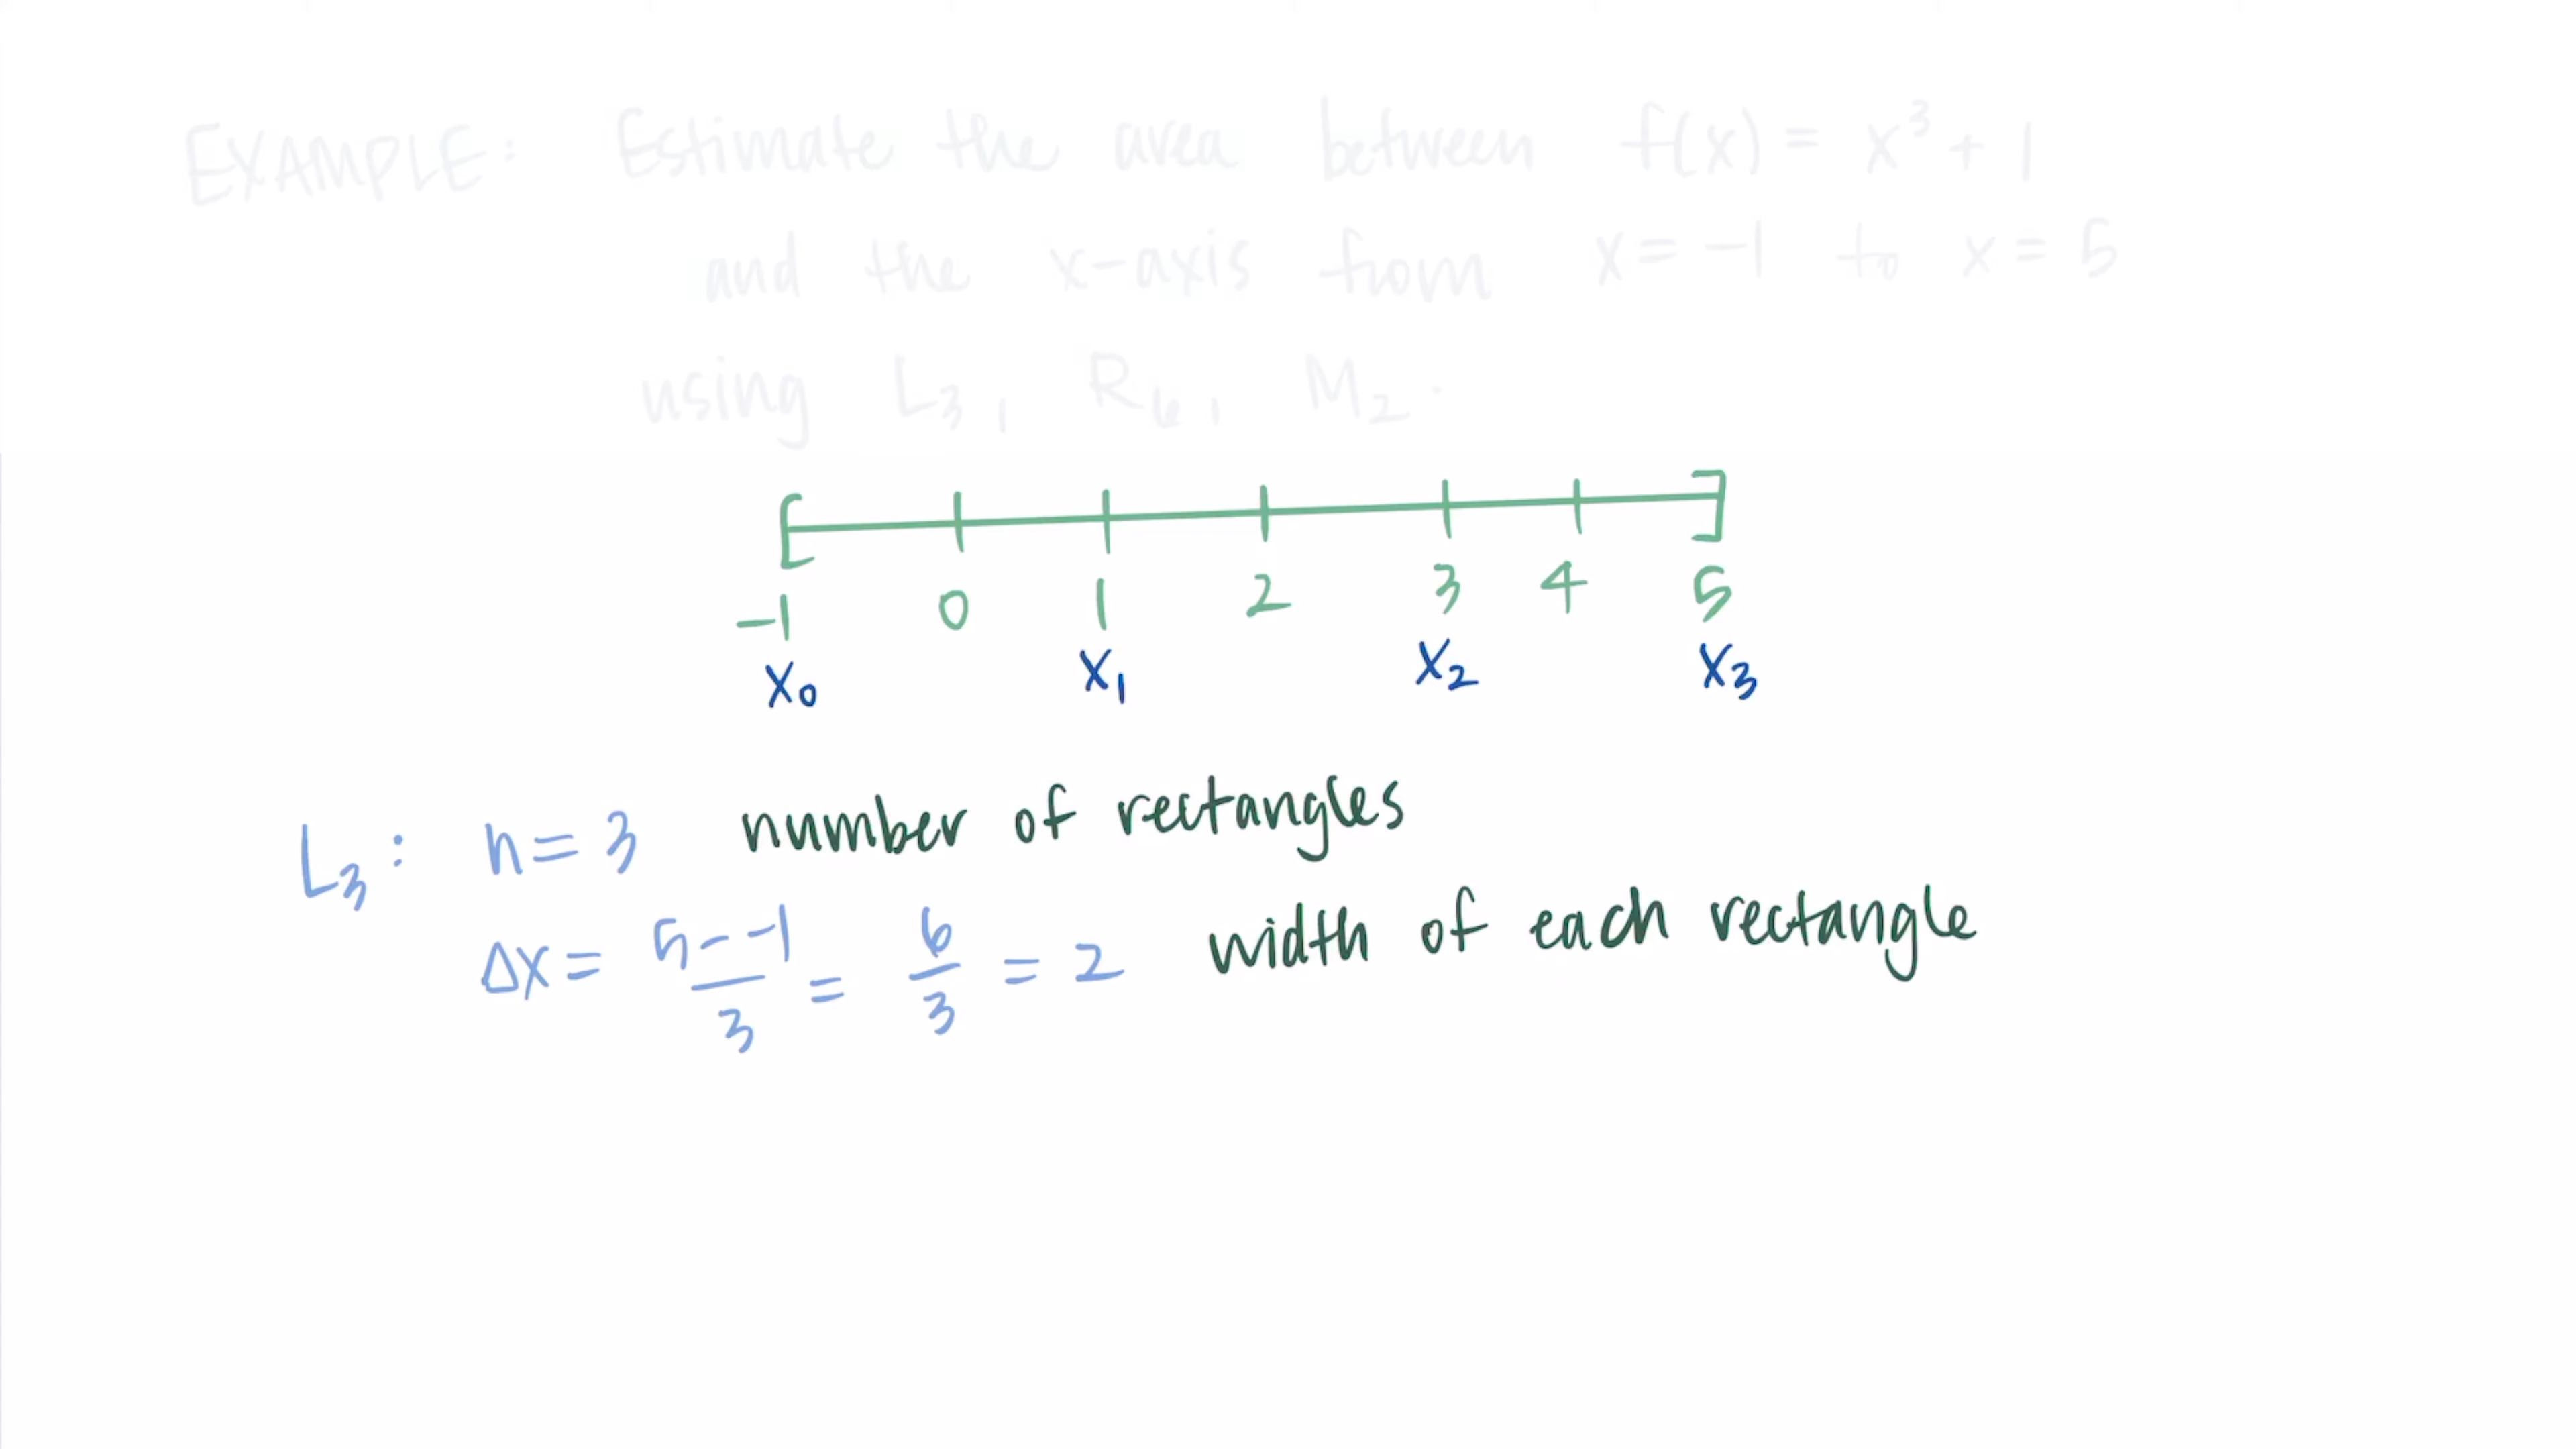 EXAMPLE: Estimate the area between f(x) = x³ + 1
and the x-axis from x = -1 to x = 5
using L₃, R₆, M₂.
-1 0 1 2 3 4 5
x₀ x₁ x₂ x₃
L₃: n = 3 number of rectangles
Δx = 5--1/3 = 6/3 = 2 width of each rectangle